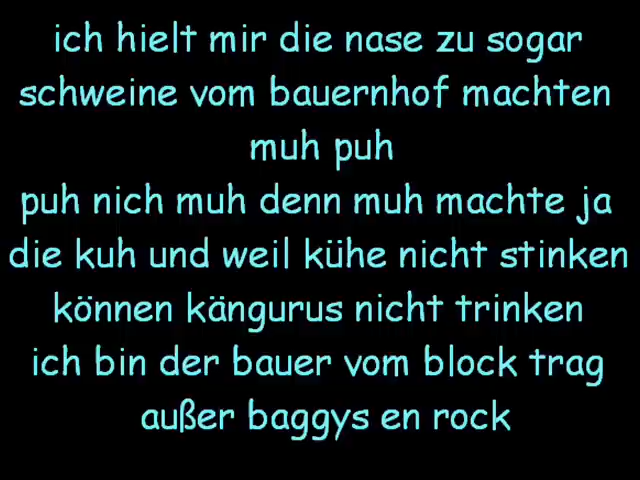 ich hielt mir die nase zu sogar
schweine vom bauernhof machten
muh puh
puh nich muh denn muh machte ja
die kuh und weil kühe nicht stinken
können kängurus nicht trinken
ich bin der bauer vom block trag
außer baggys en rock